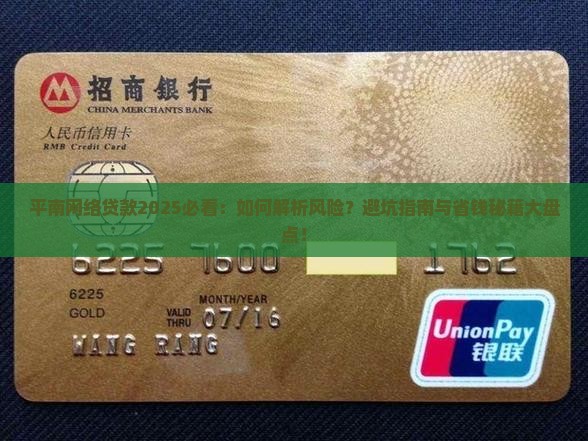 招商銀行
CHINA MERCHANTS BANK
人民币信用卡
RMB Credit Card
平南网络贷款2025必看：如何解析风险？避坑指南与省钱秘籍大盘
点！
6225 7600 1762
6225
MONTH/YEAR
GOLD
VALID
THRU 07/16
WANG RANG
UnionPay
银联